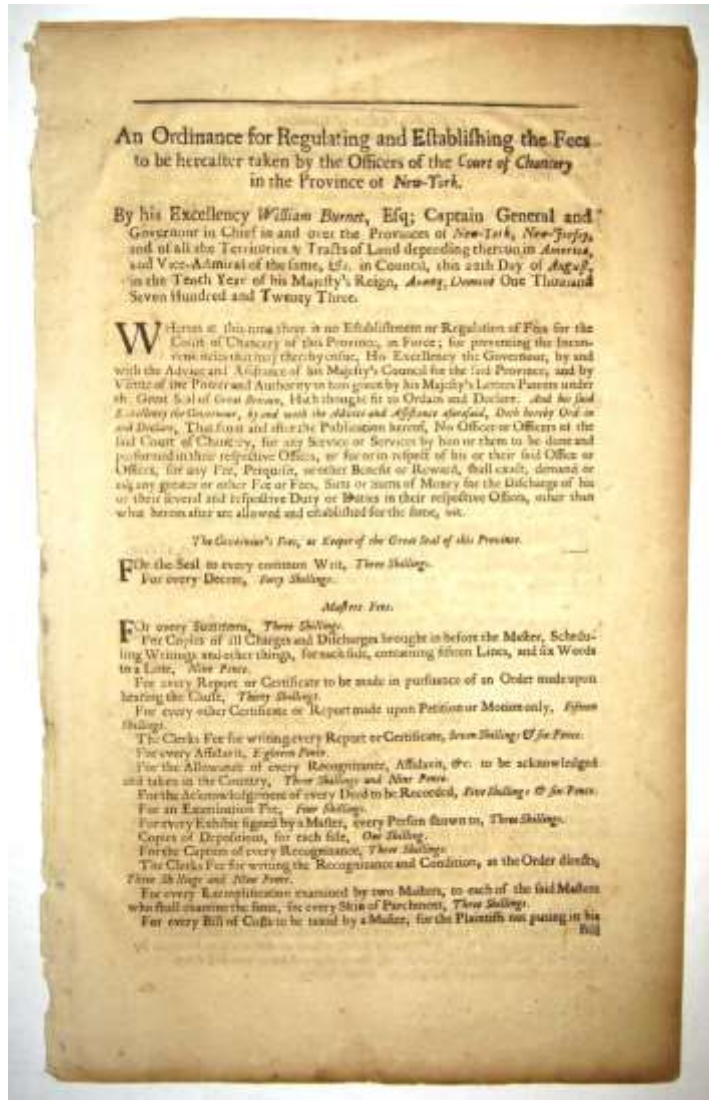 An Ordinance for Regulating and Eſtabliſhing the Fees
to be hereafter taken by the Officers of the Court of Chancery
in the Province of New-York.
By his Excellency William Burnet, Eſq; Captain General and
Governour in Chief in and over the Provinces of New-York, New-Jerſey,
and of all the Territories & Tracts of Land depending thereon in America,
and Vice-Admiral of the ſame, &c. in Council, this Day of Auguſt,
in the Tenth Year of his Majeſty's Reign, Domini One Thouſand
Seven Hundred and Twenty Three.
WHereas at this time there is no Eſtabliſhment or Regulation of Fees for the
Court of Chancery of this Province, in Force; for preventing the Incon-
veniencies that may thereby enſue, His Excellency the Governour, by and
with the Advice and Aſſiſtance of his Majeſty's Council for the ſaid Province, and by
Virtue of the Power and Authority to him given by his Majeſty's Letters Patents under
the Great Seal of Great Britain, Hath thought fit to Ordain and Declare. And his ſaid
Excellency the Governour, by and with the Advice and Aſſiſtance aforeſaid, Doth hereby Ordain
and Declare, That from and after the Publication hereof, No Officer or Officers of the
ſaid Court of Chancery, for any Service or Services by him or them to be done and
performed in their reſpective Offices, or for or in reſpect of his or their ſaid Office or
Offices, for any Fee, Perquiſit, or other Benefit or Reward, ſhall exact, demand or
aſk any greater or other Fee or Fees, Sum or Sums of Money for the Diſcharge of his
or their ſeveral and reſpective Duty or Duties in their reſpective Offices, other than
what herein after are allowed and eſtabliſhed for the ſame, viz.
The Governour's Fees, as Keeper of the Great Seal of this Province.
FOr the Seal to every common Writ, Three Shillings.
For every Decree, Forty Shillings.
Maſters Fees.
FOr every Summons, Three Shillings.
For Copies of all Charges and Diſcharges brought in before the Maſter, Schedu-
ling Writings and other things, for each ſide, containing fifteen Lines, and ſix Words
in a Line, Nine Pence.
For every Report or Certificate to be made in purſuance of an Order made upon
hearing the Cauſe, Thirty Shillings.
For every other Certificate or Report made upon Petition or Motion only, Fifteen
Shillings.
The Clerks Fee for writing every Report or Certificate, Seven Shillings & ſix Pence.
For every Affidavit, Eighteen Pence.
For the Allowance of every Recognizance, Affidavit, &c. to be acknowledged
and taken in the Country, Three Shillings and Nine Pence.
For the Acknowledgment of every Deed to be Recorded, Five Shillings & ſix Pence.
For an Examination Fee, Four Shillings.
For every Exhibit ſigned by a Maſter, every Perſon ſhown to, Three Shillings.
Copies of Depoſitions, for each ſide, One Shilling.
For the Caption of every Recognizance, Three Shillings.
The Clerks Fee for writing the Recognizance and Condition, as the Order directs,
Three Shillings and Nine Pence.
For every Exemplification examined by two Maſters, to each of the ſaid Maſters
who ſhall examine the ſame, for every Skin of Parchment, Three Shillings.
For every Bill of Coſts to be taxed by a Maſter, for the Plaintiffs not puting in his
Bill